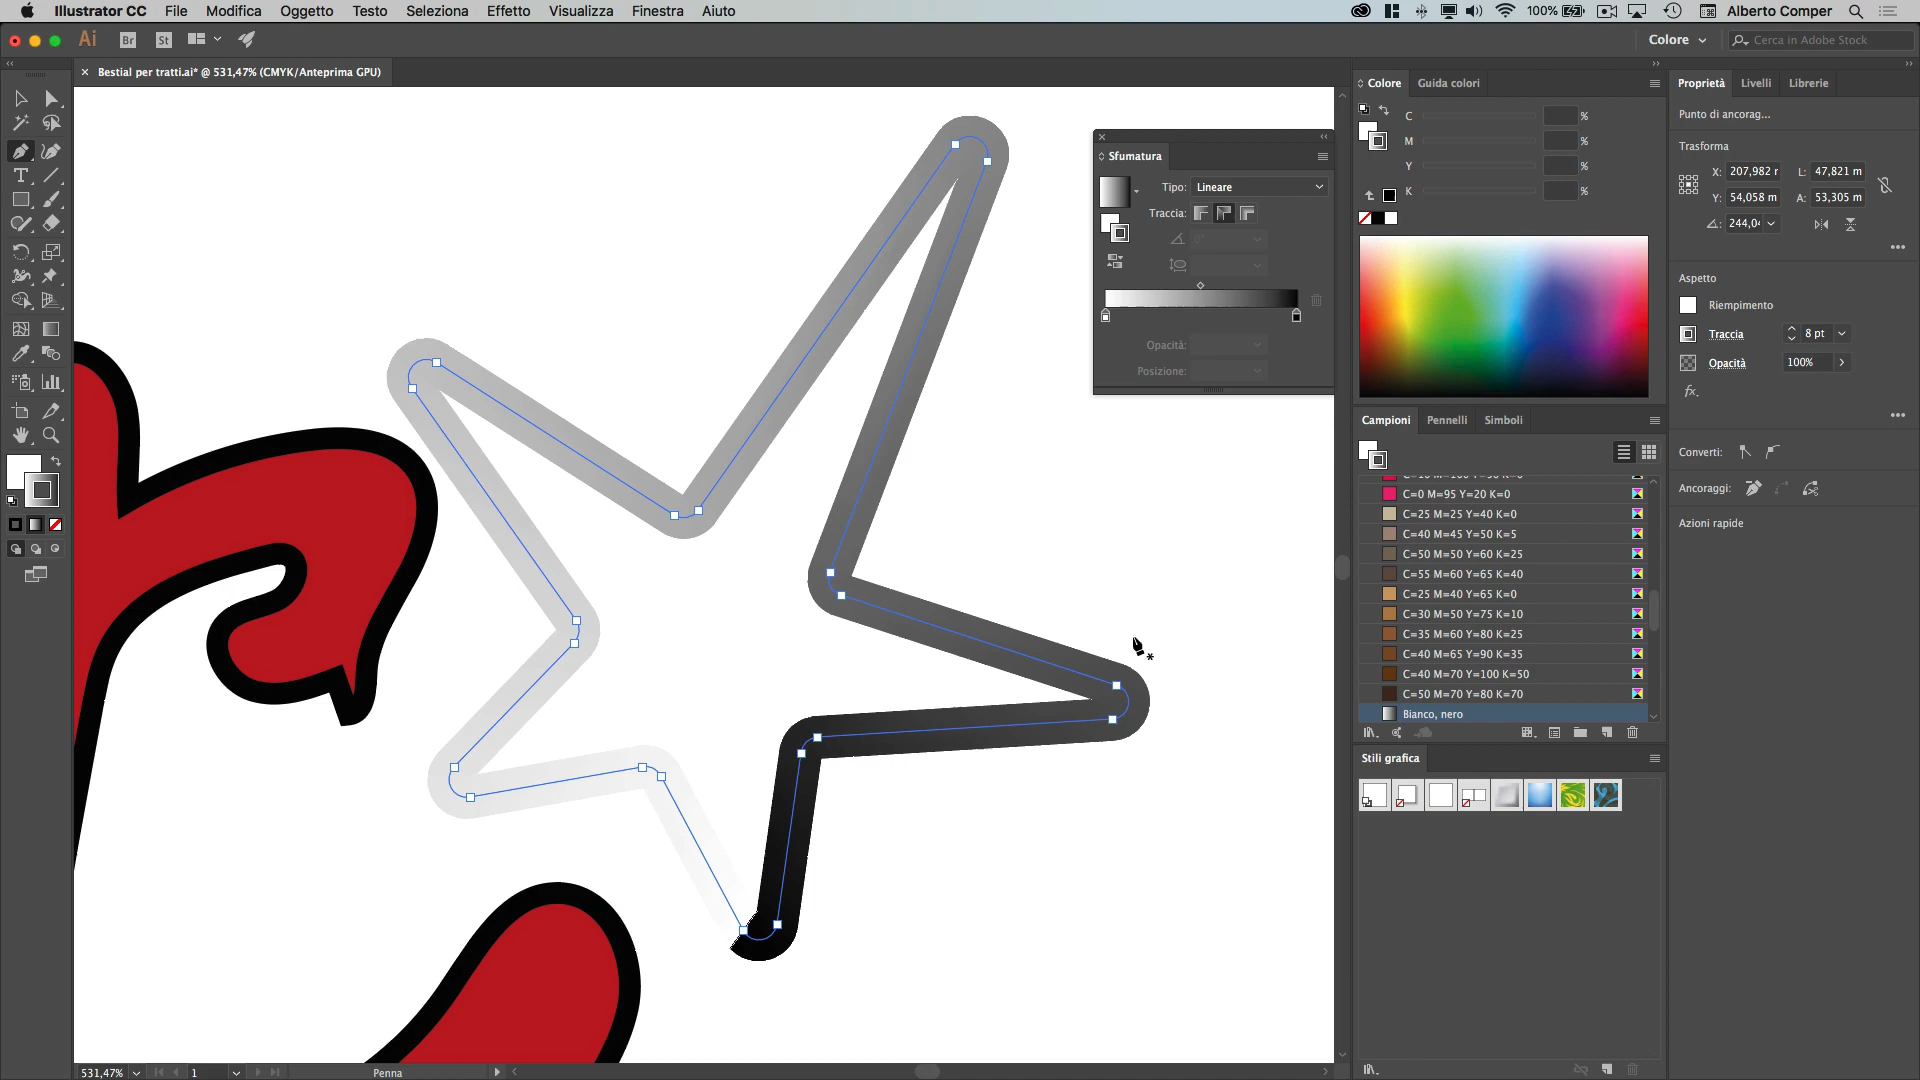 Illustrator CC File Modifica Oggetto Testo Seleziona Effetto Visualizza Finestra Aiuto 100% Alberto Comper
Ai Br St Colore Cerca in Adobe Stock
× Bestial per tratti.ai* @ 531,47% (CMYK/Anteprima GPU)
Sfumatura
Tipo: Lineare
Traccia:
0°
Opacità:
Posizione:
Colore Guida colori
C %
M %
Y %
K %
Campioni Pennelli Simboli
C=0 M=95 Y=20 K=0
C=25 M=25 Y=40 K=0
C=40 M=45 Y=50 K=5
C=50 M=50 Y=60 K=25
C=55 M=60 Y=65 K=40
C=25 M=40 Y=65 K=0
C=30 M=50 Y=75 K=10
C=35 M=60 Y=80 K=25
C=40 M=65 Y=90 K=35
C=40 M=70 Y=100 K=50
C=50 M=70 Y=80 K=70
Bianco, nero
Stili grafica
Proprietà Livelli Librerie
Punto di ancorag...
Trasforma
X: 207,982 r L: 47,821 m
Y: 54,058 m A: 53,305 m
244,0
Aspetto
Riempimento
Traccia 8 pt
Opacità 100%
fx.
Converti:
Ancoraggi:
Azioni rapide
531,47% 1 Penna